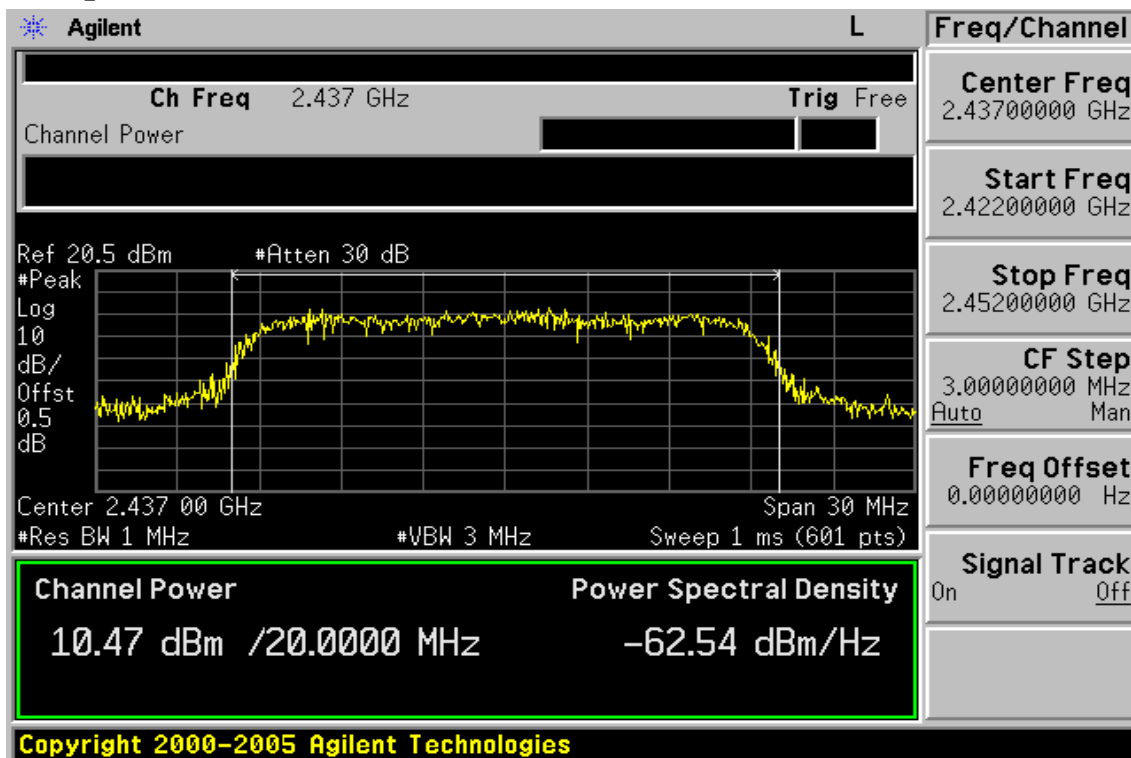 Agilent L Freq/Channel
Ch Freq 2.437 GHz Trig Free
Channel Power
Center Freq
2.43700000 GHz
Start Freq
2.42200000 GHz
Stop Freq
2.45200000 GHz
CF Step
3.00000000 MHz
Auto Man
Freq Offset
0.00000000 Hz
Signal Track
On Off
Ref 20.5 dBm #Atten 30 dB
#Peak
Log
10
dB/
Offst
0.5
dB
Center 2.437 00 GHz Span 30 MHz
#Res BW 1 MHz #VBW 3 MHz Sweep 1 ms (601 pts)
Channel Power Power Spectral Density
10.47 dBm /20.0000 MHz -62.54 dBm/Hz
Copyright 2000-2005 Agilent Technologies